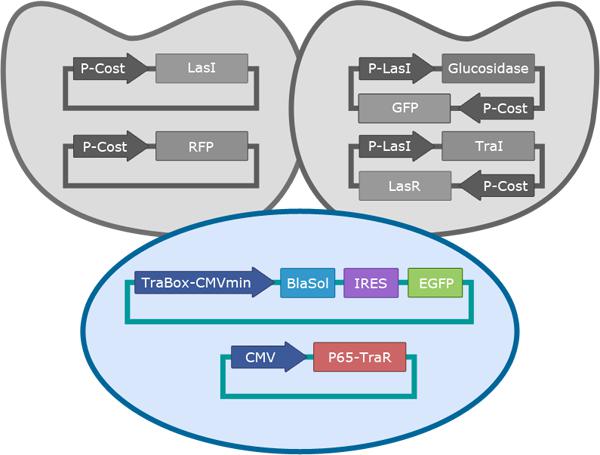 P-Cost LasI
P-Cost RFP
P-LasI Glucosidase
GFP P-Cost
P-LasI TraI
LasR P-Cost
TraBox-CMVmin BlaSol IRES EGFP
CMV P65-TraR